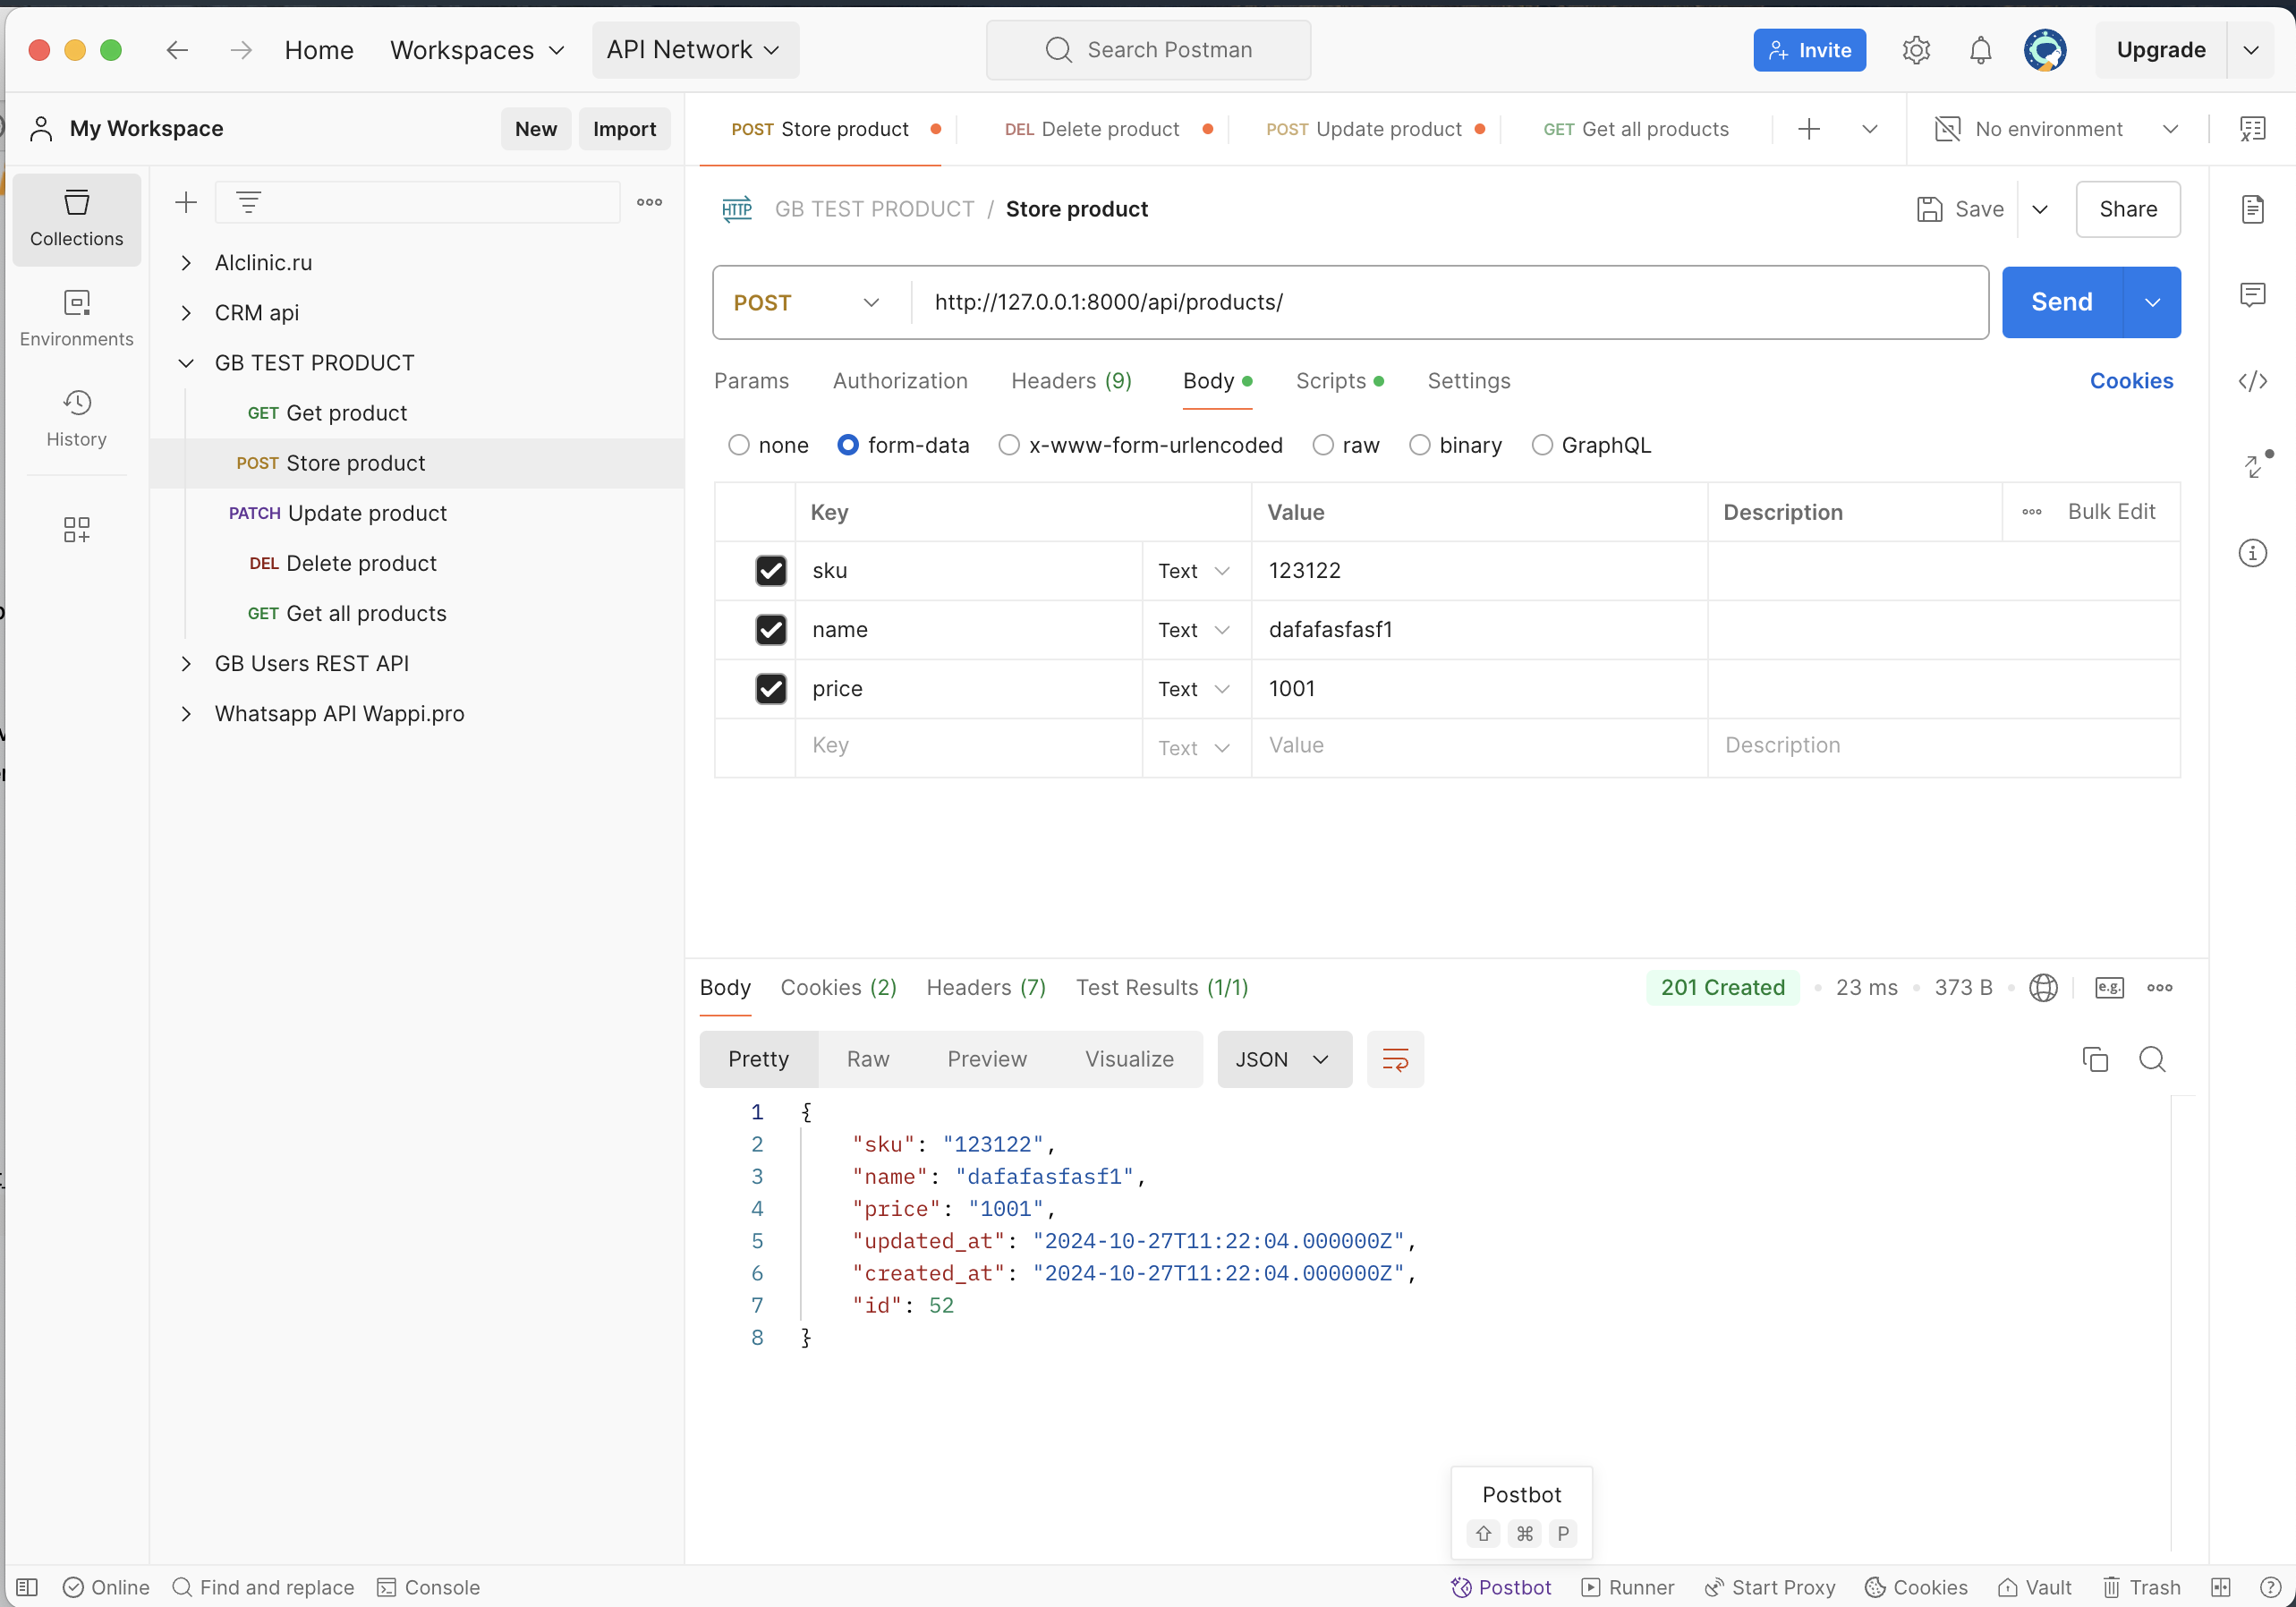 Home
Workspaces
API Network
Search Postman
Invite
Upgrade
My Workspace
New
Import
POST Store product
DEL Delete product
POST Update product
GET Get all products
No environment
Collections
Environments
History
Alclinic.ru
CRM api
GB TEST PRODUCT
GET Get product
POST Store product
PATCH Update product
DEL Delete product
GET Get all products
GB Users REST API
Whatsapp API Wappi.pro
HTTP GB TEST PRODUCT / Store product
Save
Share
POST http://127.0.0.1:8000/api/products/
Send
Params Authorization Headers (9) Body Scripts Settings Cookies
none form-data x-www-form-urlencoded raw binary GraphQL
Key Value Description Bulk Edit
sku Text 123122
name Text dafafasfasf1
price Text 1001
Key Text Value Description
Body Cookies (2) Headers (7) Test Results (1/1) 201 Created 23 ms 373 B e.g.
Pretty Raw Preview Visualize JSON
1 {
2 "sku": "123122",
3 "name": "dafafasfasf1",
4 "price": "1001",
5 "updated_at": "2024-10-27T11:22:04.000000Z",
6 "created_at": "2024-10-27T11:22:04.000000Z",
7 "id": 52
8 }
Postbot
⇧ ⌘ P
Online Find and replace Console Postbot Runner Start Proxy Cookies Vault Trash